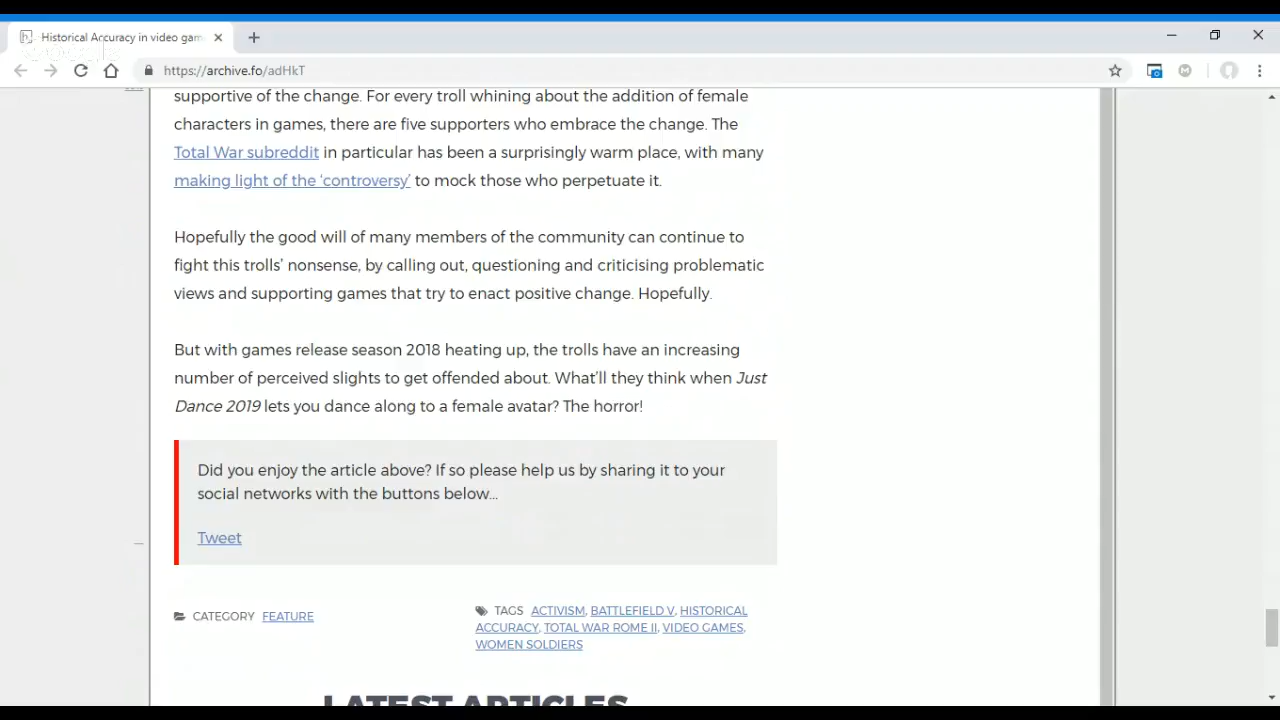 Historical Accuracy in video gam
https://archive.fo/adHkT
supportive of the change. For every troll whining about the addition of female
characters in games, there are five supporters who embrace the change. The
Total War subreddit in particular has been a surprisingly warm place, with many
making light of the ‘controversy’ to mock those who perpetuate it.
Hopefully the good will of many members of the community can continue to
fight this trolls’ nonsense, by calling out, questioning and criticising problematic
views and supporting games that try to enact positive change. Hopefully.
But with games release season 2018 heating up, the trolls have an increasing
number of perceived slights to get offended about. What’ll they think when Just
Dance 2019 lets you dance along to a female avatar? The horror!
Did you enjoy the article above? If so please help us by sharing it to your
social networks with the buttons below...
Tweet
CATEGORY FEATURE
TAGS ACTIVISM, BATTLEFIELD V, HISTORICAL
ACCURACY, TOTAL WAR ROME II, VIDEO GAMES,
WOMEN SOLDIERS
LATEST ARTICLES